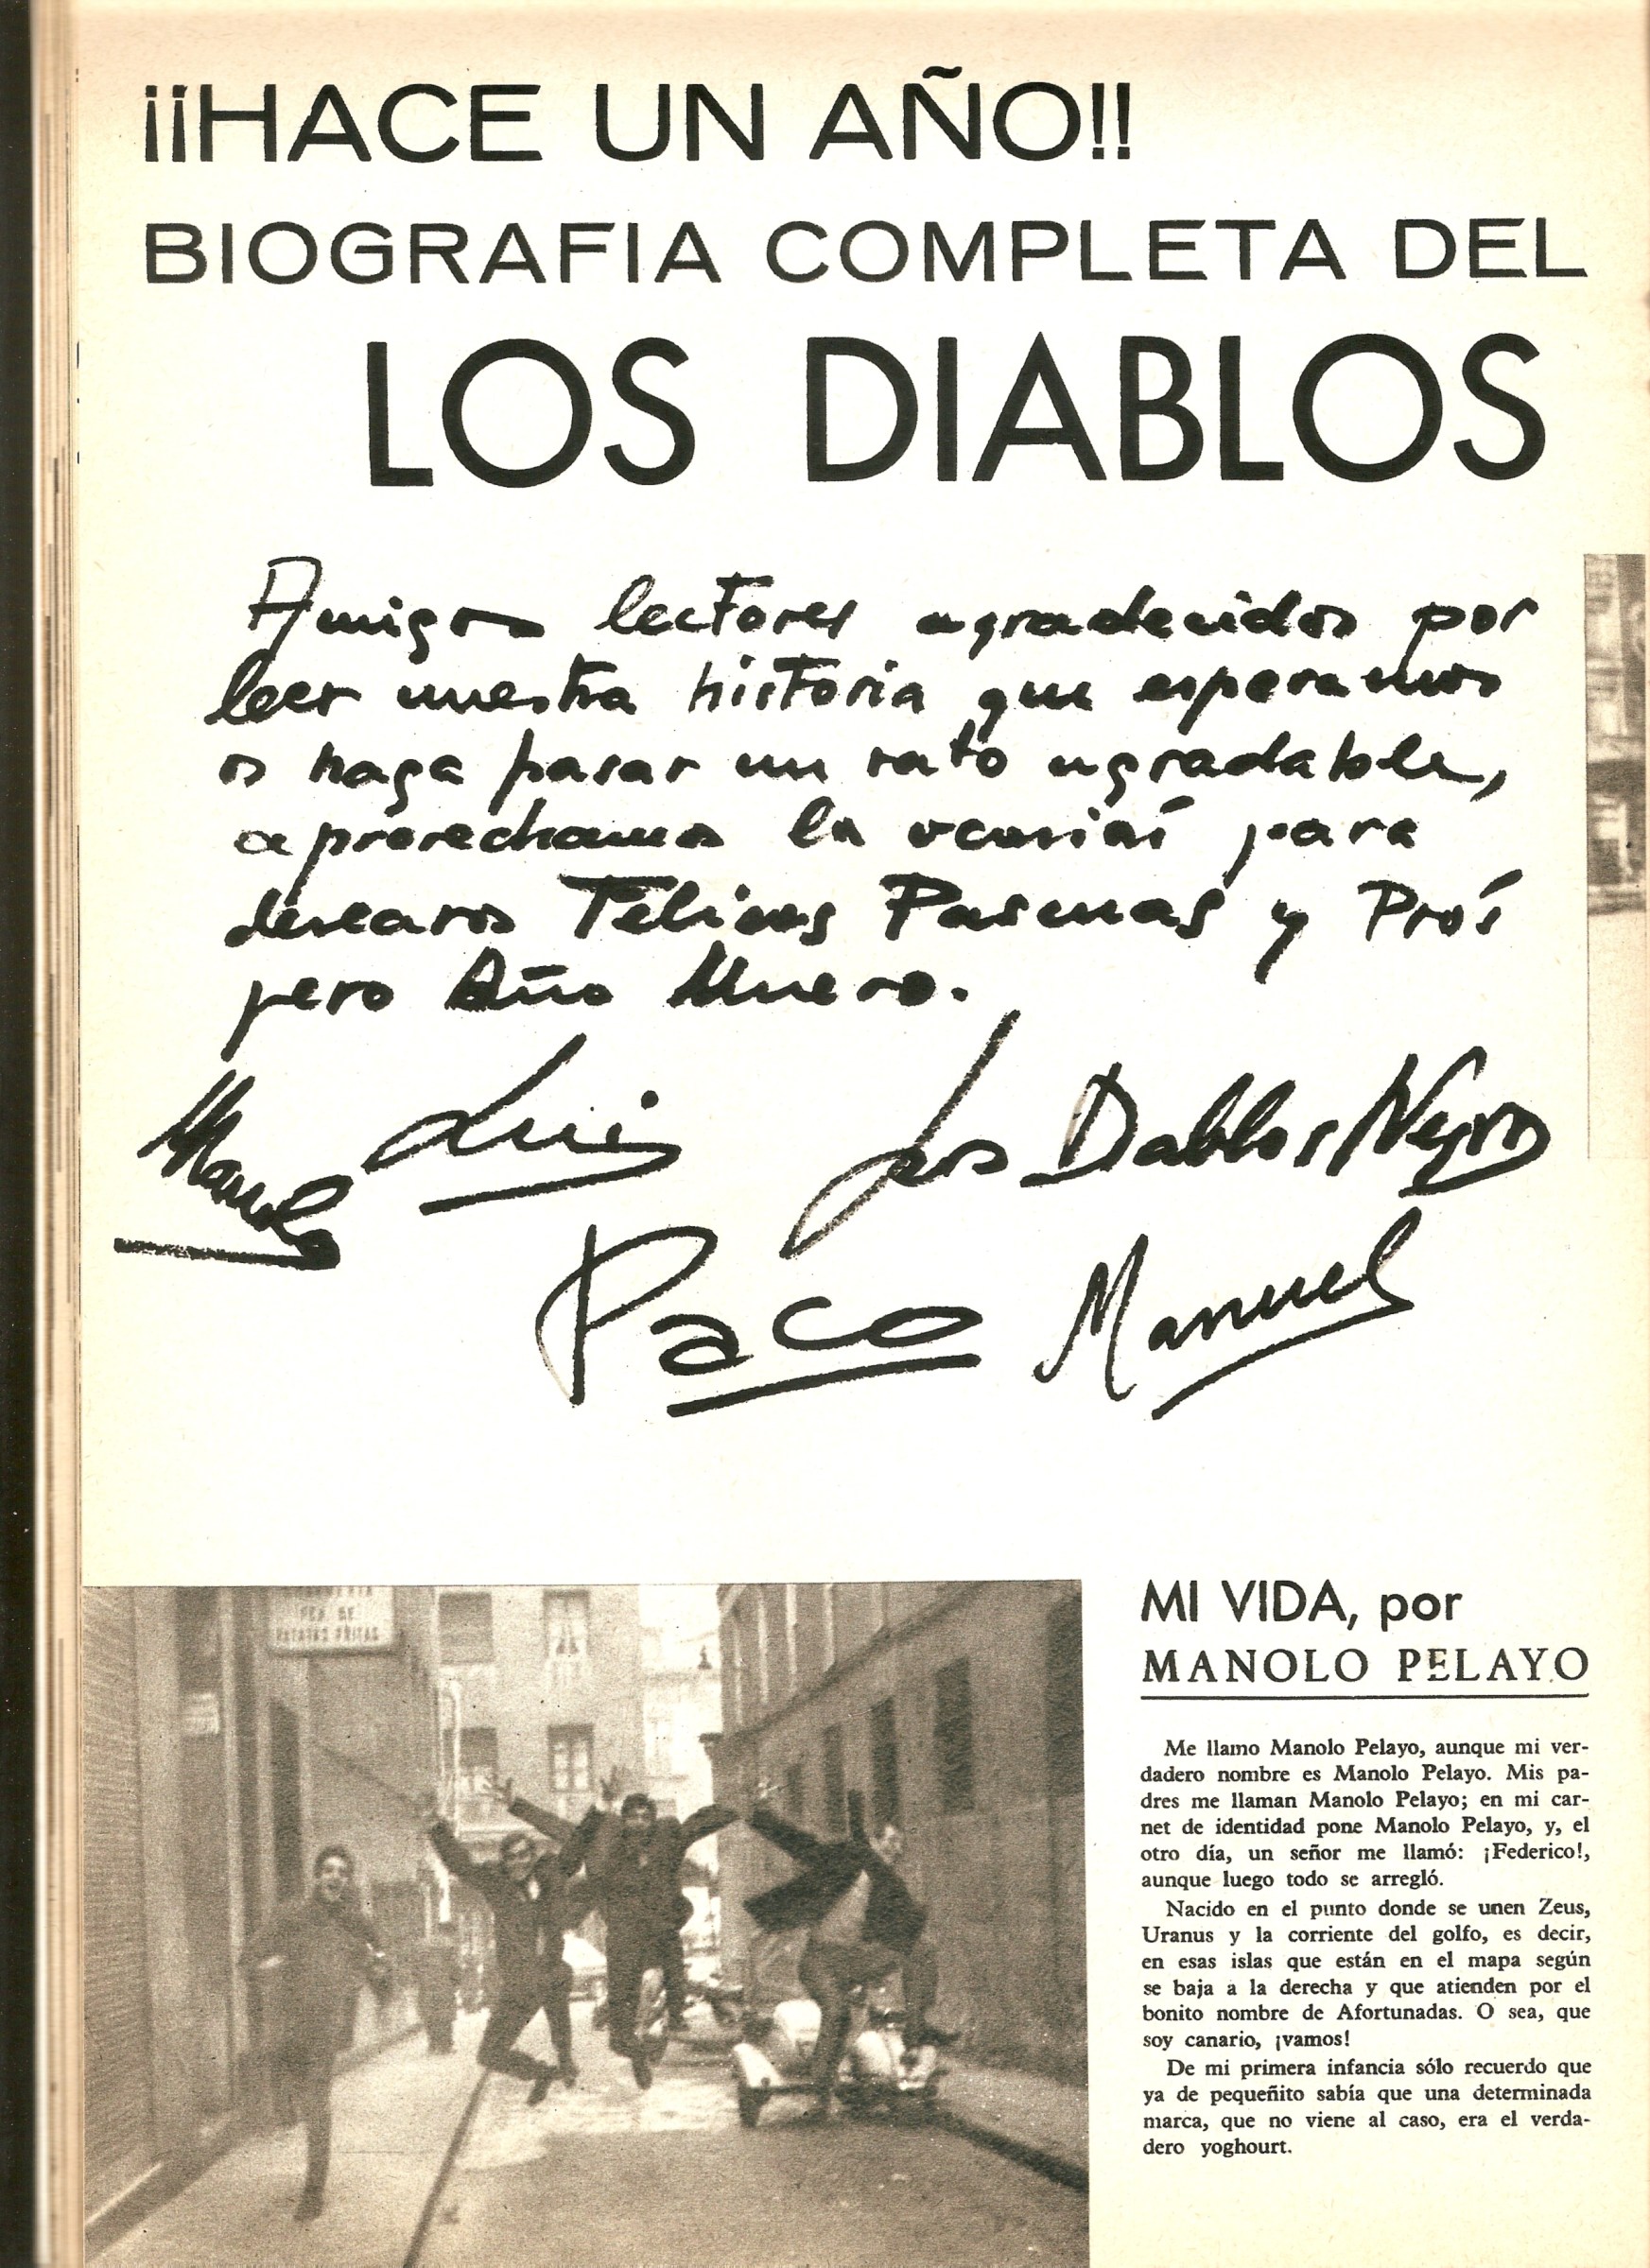 ¡¡HACE UN AÑO!!
BIOGRAFIA COMPLETA DEL
LOS DIABLOS
Amigos lectores agradecidos por
leer nuestra historia que esperamos
os haga pasar un rato agradable,
aprovechamos la ocasión para
desearos Felices Pascuas y Prós
pero Año Nuevo.
Manolo Luis Los Diablos Negros
Paco Manuel
PATATAS FRITAS
MI VIDA, por
MANOLO PELAYO
Me llamo Manolo Pelayo, aunque mi ver-
dadero nombre es Manolo Pelayo. Mis pa-
dres me llaman Manolo Pelayo; en mi car-
net de identidad pone Manolo Pelayo, y, el
otro día, un señor me llamó: ¡Federico!,
aunque luego todo se arregló.
Nacido en el punto donde se unen Zeus,
Uranus y la corriente del golfo, es decir,
en esas islas que están en el mapa según
se baja a la derecha y que atienden por el
bonito nombre de Afortunadas. O sea, que
soy canario, ¡vamos!
De mi primera infancia sólo recuerdo que
ya de pequeñito sabía que una determinada
marca, que no viene al caso, era el verda-
dero yoghourt.